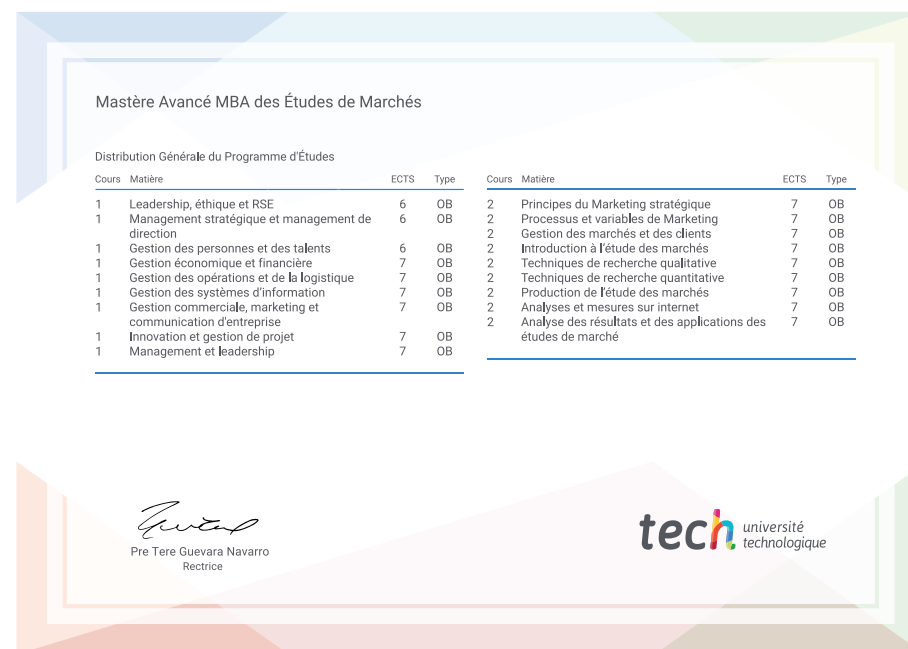 Mastère Avancé MBA des Études de Marchés
Distribution Générale du Programme d'Études
Cours Matière ECTS Type
1 Leadership, éthique et RSE 6 OB
1 Management stratégique et management de 6 OB
direction
1 Gestion des personnes et des talents 6 OB
1 Gestion économique et financière 7 OB
1 Gestion des opérations et de la logistique 7 OB
1 Gestion des systèmes d'information 7 OB
1 Gestion commerciale, marketing et 7 OB
communication d'entreprise
1 Innovation et gestion de projet 7 OB
1 Management et leadership 7 OB
Cours Matière ECTS Type
2 Principes du Marketing stratégique 7 OB
2 Processus et variables de Marketing 7 OB
2 Gestion des marchés et des clients 7 OB
2 Introduction à l'étude des marchés 7 OB
2 Techniques de recherche qualitative 7 OB
2 Techniques de recherche quantitative 7 OB
2 Production de l'étude des marchés 7 OB
2 Analyses et mesures sur internet 7 OB
2 Analyse des résultats et des applications des 7 OB
études de marché
Pre Tere Guevara Navarro
Rectrice
tech université
technologique